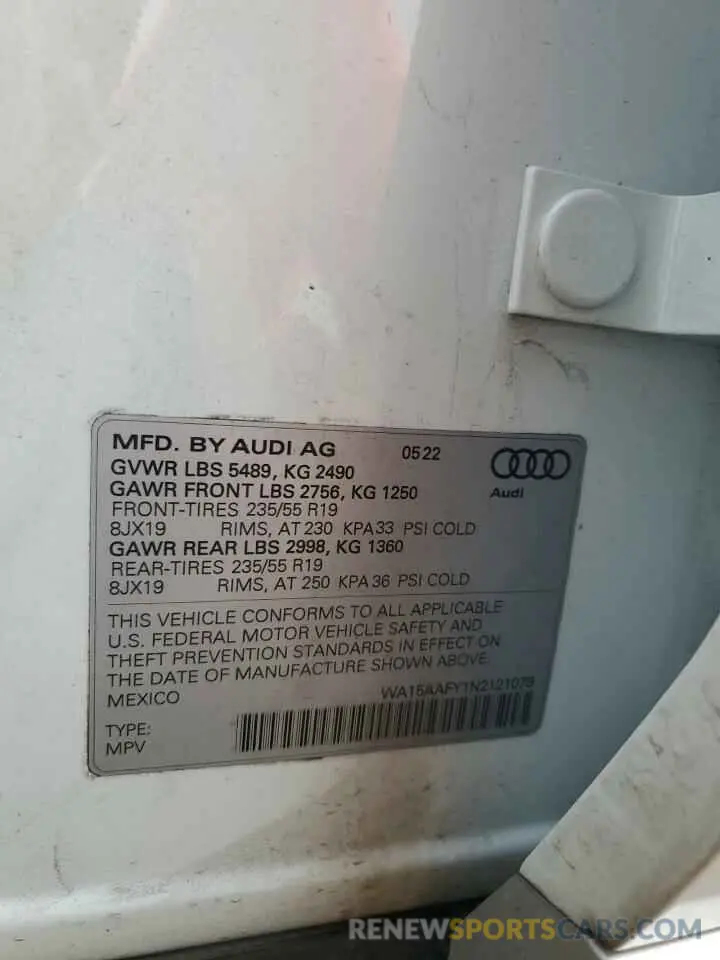 MFD. BY AUDI AG 0522
GVWR LBS 5489, KG 2490
GAWR FRONT LBS 2756, KG 1250
Audi
FRONT-TIRES 235/55 R19
8JX19 RIMS, AT 230 KPA 33 PSI COLD
GAWR REAR LBS 2998, KG 1360
REAR-TIRES 235/55 R19
8JX19 RIMS, AT 250 KPA 36 PSI COLD
THIS VEHICLE CONFORMS TO ALL APPLICABLE
U.S. FEDERAL MOTOR VEHICLE SAFETY AND
THEFT PREVENTION STANDARDS IN EFFECT ON
THE DATE OF MANUFACTURE SHOWN ABOVE.
MEXICO WA15AAFY1N2121078
TYPE:
MPV
RENEWSPORTSCARS.COM